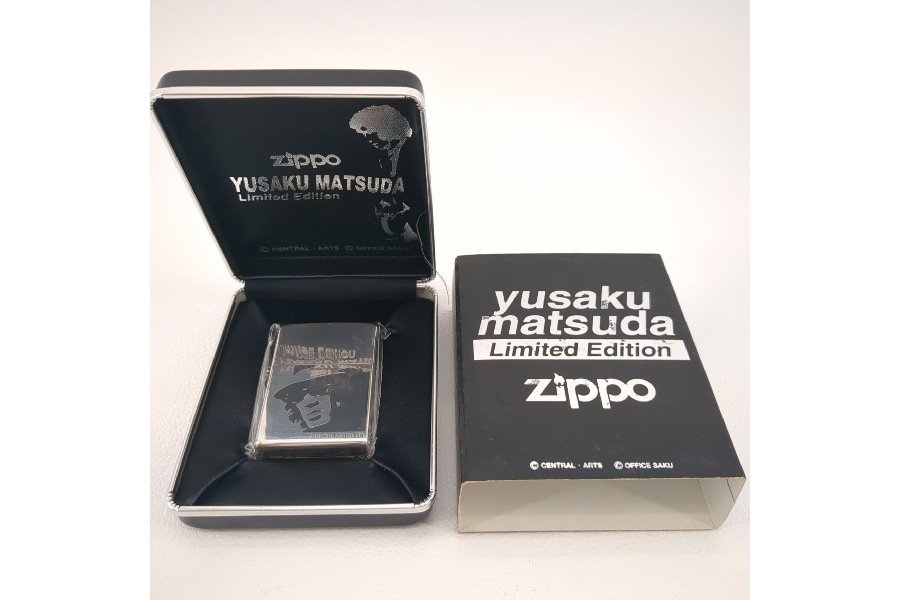 zippo
YUSAKU MATSUDA
Limited Edition
© CENTRAL · ARTS © OFFICE SAKU
yusaku
matsuda
Limited Edition
zippo
© CENTRAL · ARTS © OFFICE SAKU